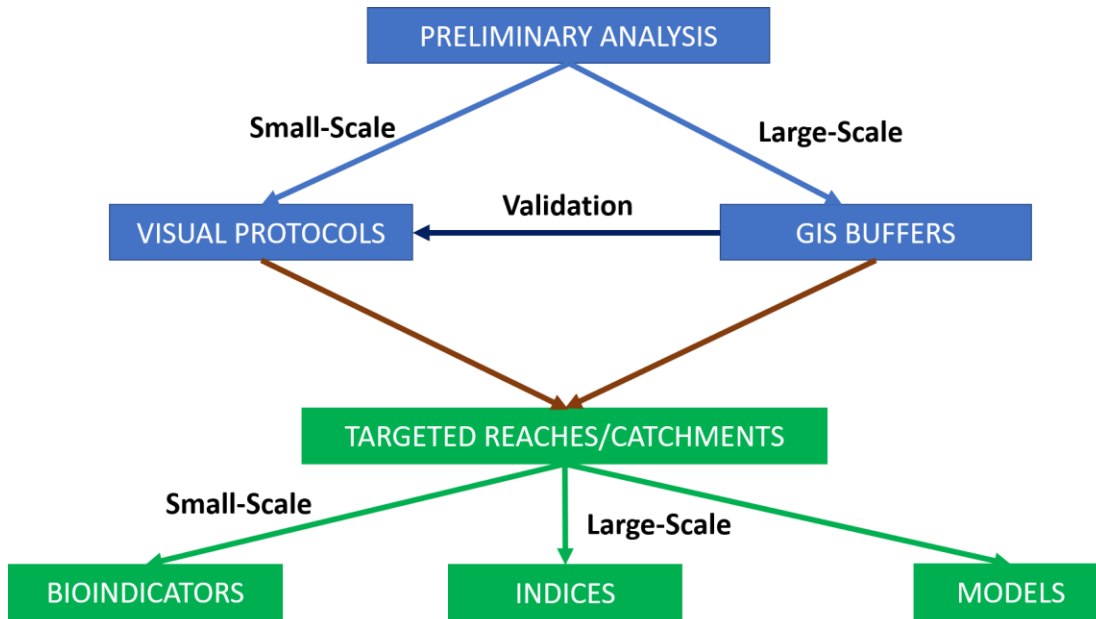 PRELIMINARY ANALYSIS
Small-Scale
Large-Scale
VISUAL PROTOCOLS
Validation
GIS BUFFERS
TARGETED REACHES/CATCHMENTS
Small-Scale
Large-Scale
BIOINDICATORS
INDICES
MODELS